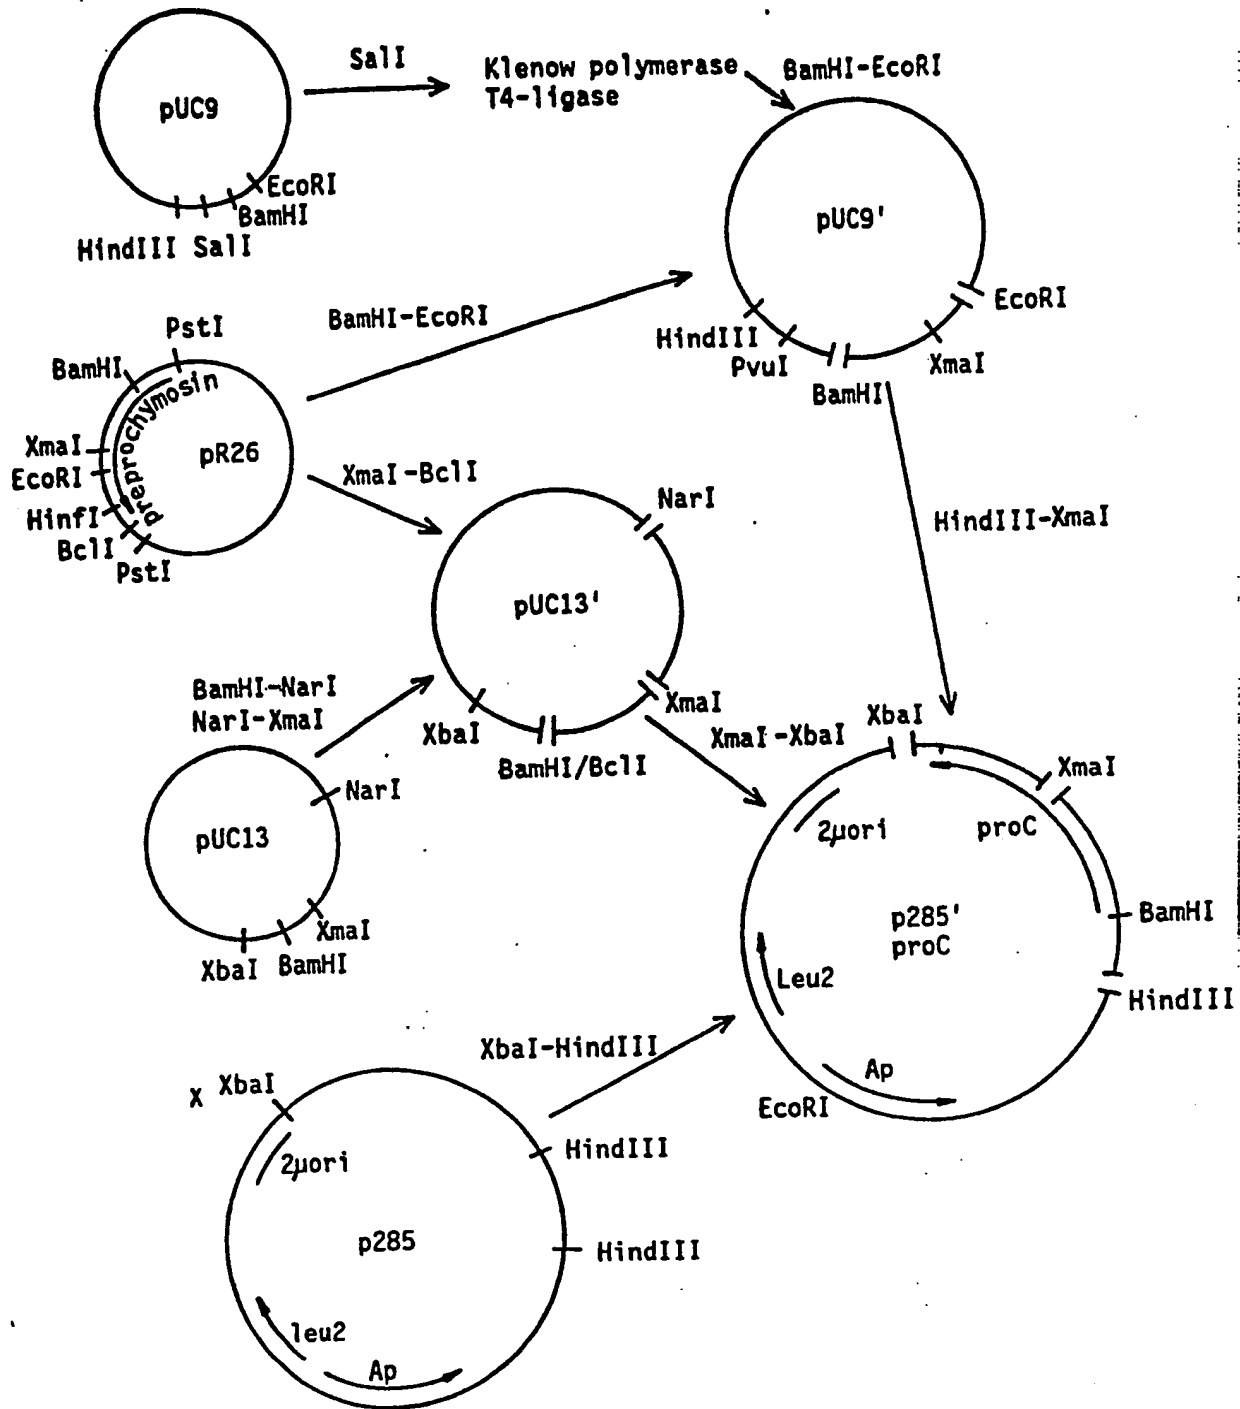 SalI
Klenow polymerase
T4-ligase
BamHI-EcoRI
pUC9
EcoRI
BamHI
HindIII SalI
pUC9'
EcoRI
HindIII
PvuI
BamHI
XmaI
BamHI-EcoRI
PstI
BamHI
preprochymosin
pR26
XmaI
EcoRI
HinfI
BclI
PstI
XmaI-BclI
HindIII-XmaI
NarI
pUC13'
XbaI
BamHI/BclI
XmaI
BamHI-NarI
NarI-XmaI
XmaI-XbaI
pUC13
NarI
XmaI
XbaI BamHI
XbaI
XmaI
2µori
proC
p285'
proC
BamHI
HindIII
Leu2
Ap
EcoRI
XbaI-HindIII
X XbaI
2µori
HindIII
HindIII
p285
leu2
Ap